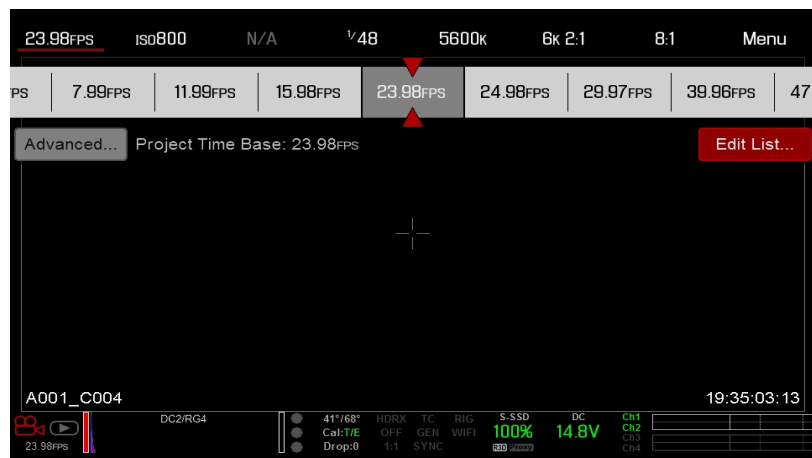 23.98FPS ISO800 N/A 1/48 5600K 6K 2:1 8:1 Menu
PS 7.99FPS 11.99FPS 15.98FPS 23.98FPS 24.98FPS 29.97FPS 39.96FPS 47
Advanced... Project Time Base: 23.98FPS Edit List...
A001_C004 19:35:03:13
DC2/RG4 41°/68° HDRX TC RIG S-SSD DC Ch1
Cal:T/E OFF GEN WIFI 100% 14.8V Ch2
Ch3
23.98FPS Drop:0 1:1 SYNC R3D Proxy Ch4